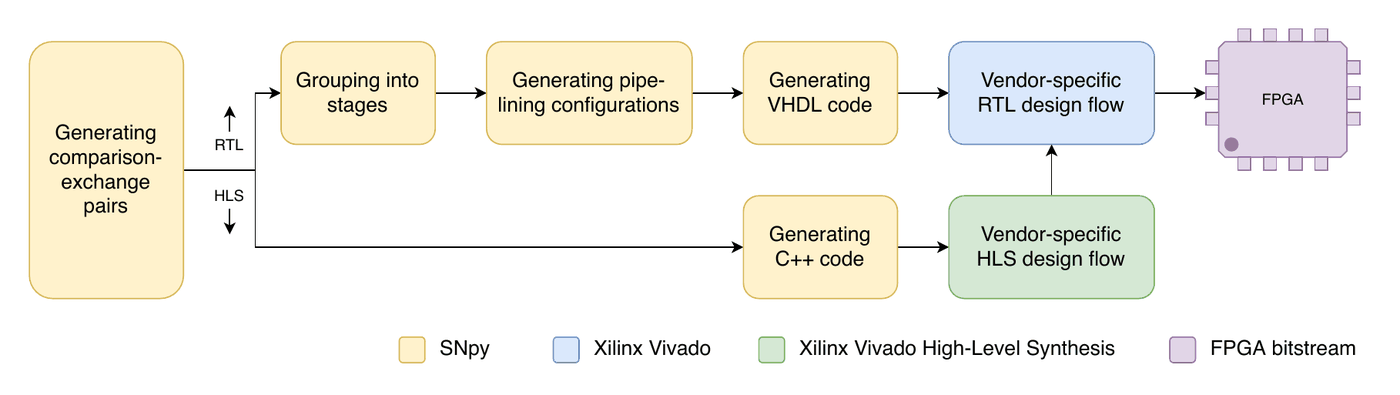 Generating
comparison-
exchange
pairs
RTL
HLS
Grouping into
stages
Generating pipe-
lining configurations
Generating
VHDL code
Vendor-specific
RTL design flow
FPGA
Generating
C++ code
Vendor-specific
HLS design flow
SNpy
Xilinx Vivado
Xilinx Vivado High-Level Synthesis
FPGA bitstream